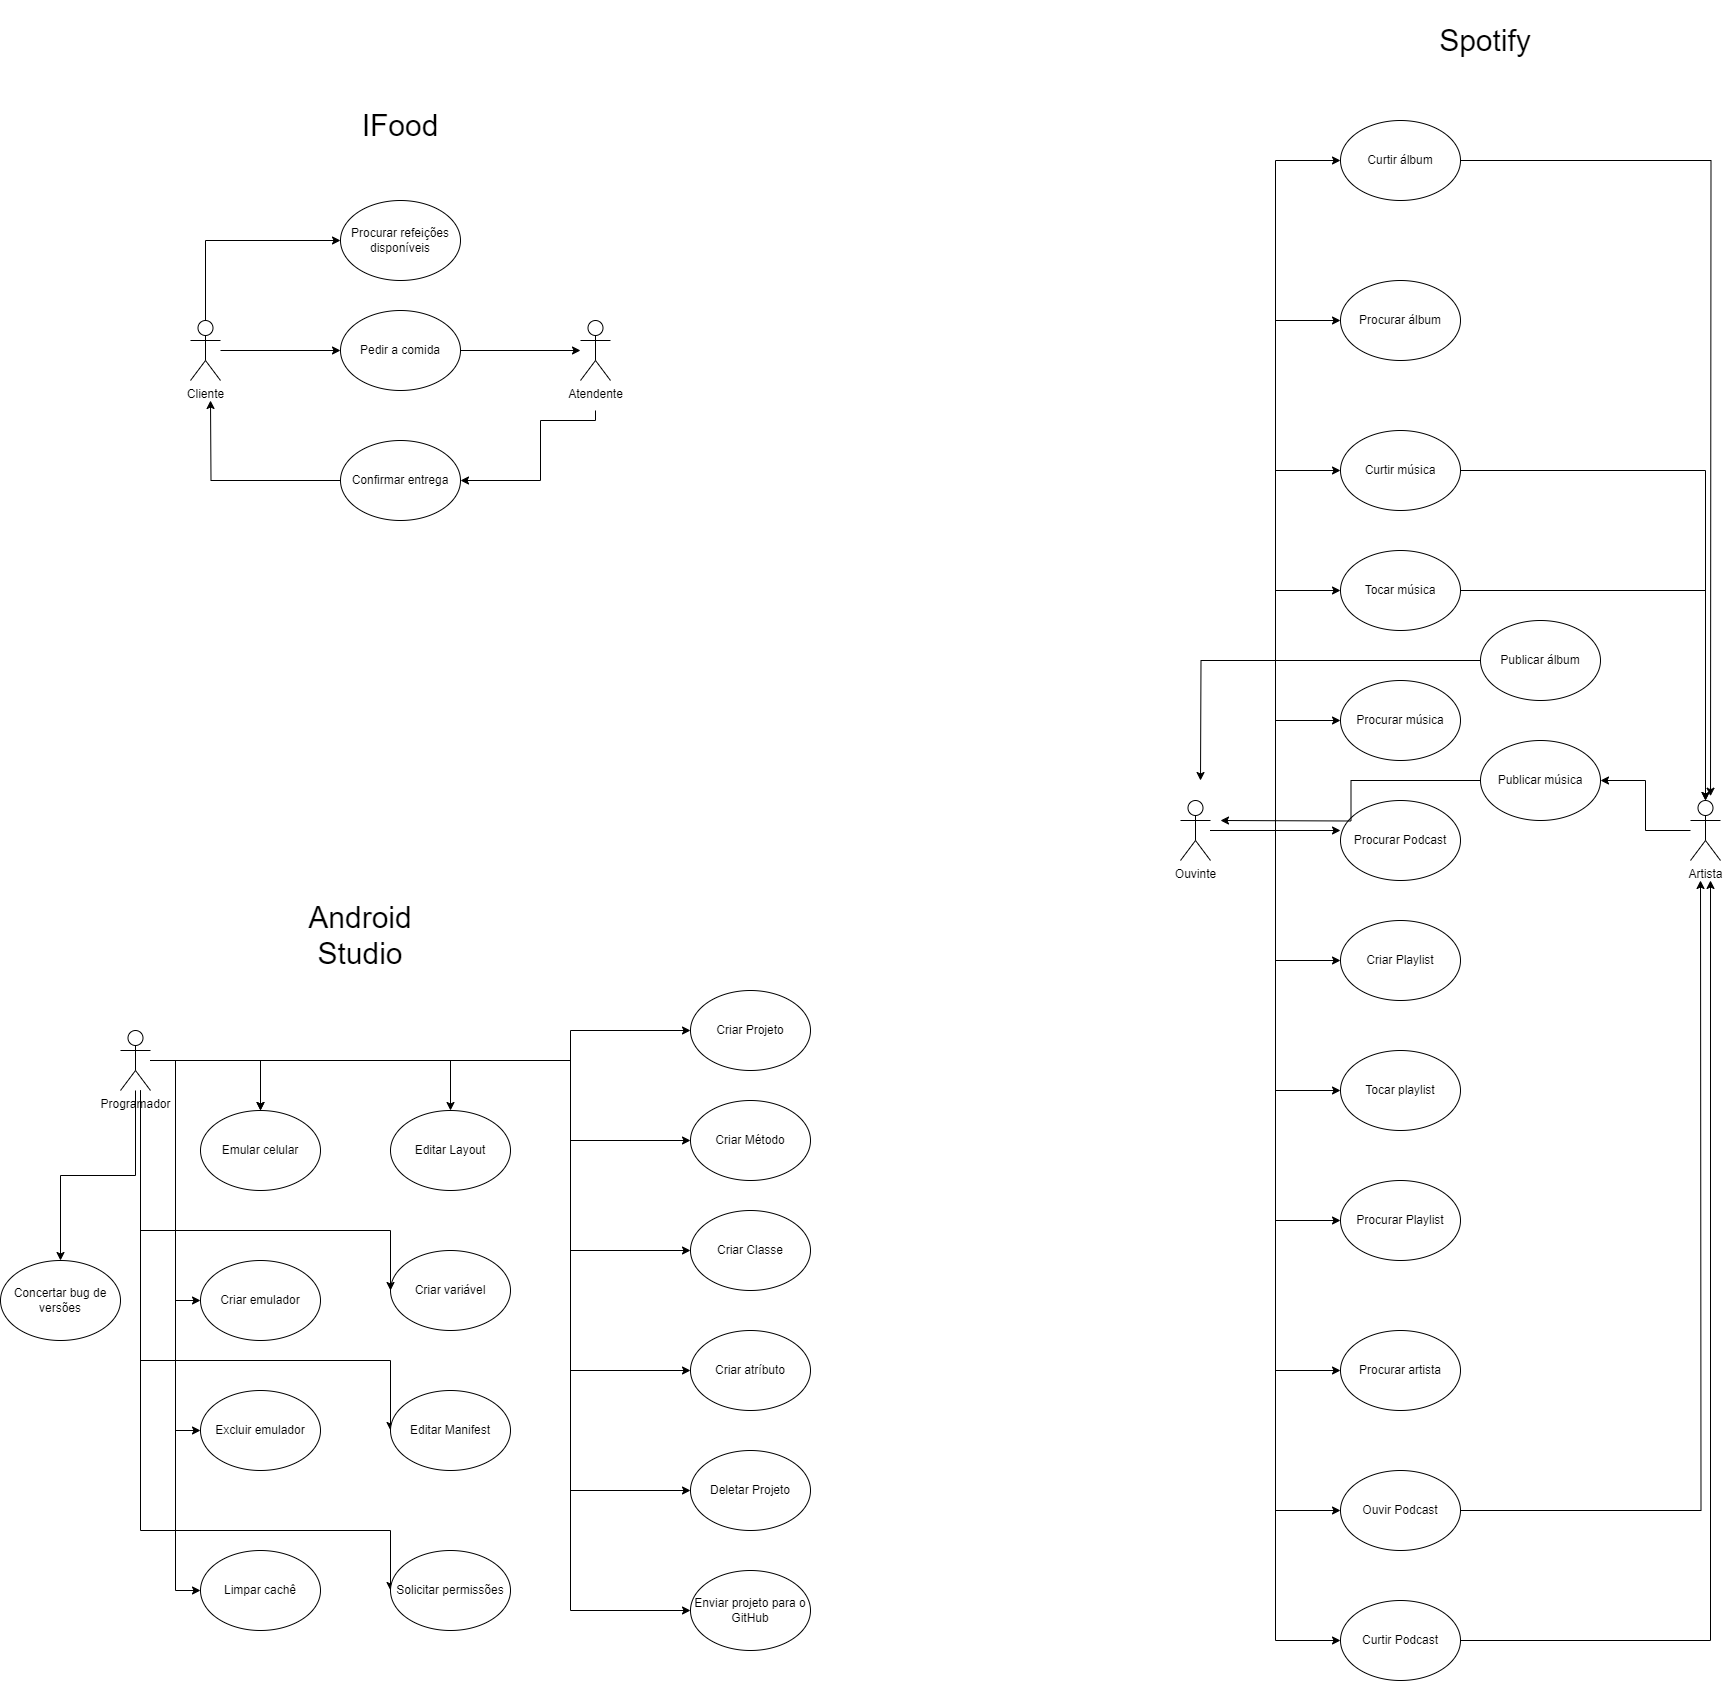 IFood
Procurar refeições
disponíveis
Pedir a comida
Cliente
Atendente
Confirmar entrega
Android
Studio
Programador
Criar Projeto
Emular celular
Editar Layout
Criar Método
Criar Classe
Concertar bug de
versões
Criar emulador
Criar variável
Criar atríbuto
Excluir emulador
Editar Manifest
Deletar Projeto
Limpar cachê
Solicitar permissões
Enviar projeto para o
GitHub
Spotify
Curtir álbum
Procurar álbum
Curtir música
Tocar música
Publicar álbum
Procurar música
Publicar música
Procurar Podcast
Ouvinte
Artista
Criar Playlist
Tocar playlist
Procurar Playlist
Procurar artista
Ouvir Podcast
Curtir Podcast